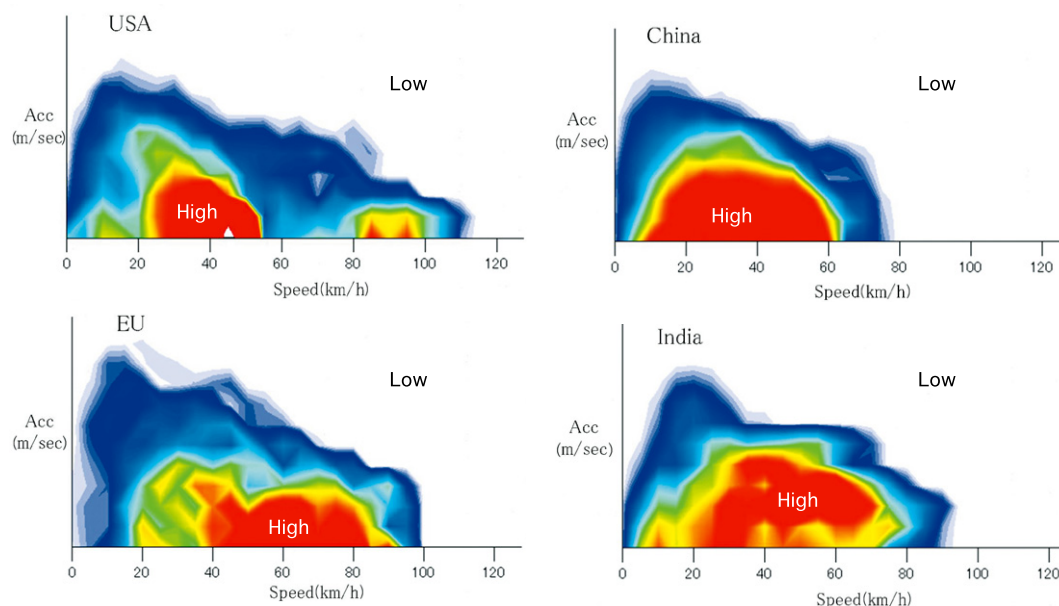 USA
Low
Acc
(m/sec)
High
0 20 40 60 80 100 120
Speed(km/h)
China
Low
Acc
(m/sec)
High
0 20 40 60 80 100 120
Speed(km/h)
EU
Low
Acc
(m/sec)
High
0 20 40 60 80 100 120
Speed(km/h)
India
Low
Acc
(m/sec)
High
0 20 40 60 80 100 120
Speed(km/h)